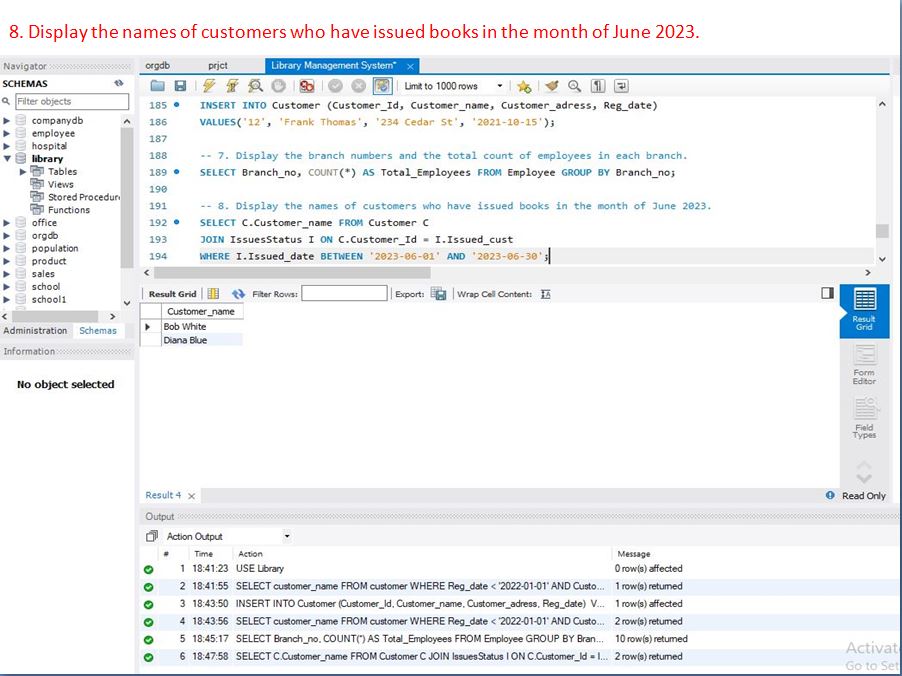 8. Display the names of customers who have issued books in the month of June 2023.
Navigator
SCHEMAS
Filter objects
companydb
employee
hospital
library
Tables
Views
Stored Procedure
Functions
office
orgdb
population
product
sales
school
school1
Administration Schemas
Information
No object selected
orgdb prjct Library Management System* ×
Limit to 1000 rows
185 INSERT INTO Customer (Customer_Id, Customer_name, Customer_adress, Reg_date)
186 VALUES('12', 'Frank Thomas', '234 Cedar St', '2021-10-15');
187
188 -- 7. Display the branch numbers and the total count of employees in each branch.
189 SELECT Branch_no, COUNT(*) AS Total_Employees FROM Employee GROUP BY Branch_no;
190
191 -- 8. Display the names of customers who have issued books in the month of June 2023.
192 SELECT C.Customer_name FROM Customer C
193 JOIN IssuesStatus I ON C.Customer_Id = I.Issued_cust
194 WHERE I.Issued_date BETWEEN '2023-06-01' AND '2023-06-30';
Result Grid Filter Rows: Export: Wrap Cell Content:
Customer_name
Bob White
Diana Blue
Result Grid
Form Editor
Field Types
Result 4 × Read Only
Output
Action Output
# Time Action Message
1 18:41:23 USE Library 0 row(s) affected
2 18:41:55 SELECT customer_name FROM customer WHERE Reg_date < '2022-01-01' AND Custo... 1 row(s) returned
3 18:43:50 INSERT INTO Customer (Customer_Id, Customer_name, Customer_adress, Reg_date) V... 1 row(s) affected
4 18:43:56 SELECT customer_name FROM customer WHERE Reg_date < '2022-01-01' AND Custo... 2 row(s) returned
5 18:45:17 SELECT Branch_no, COUNT(*) AS Total_Employees FROM Employee GROUP BY Bran... 10 row(s) returned
6 18:47:58 SELECT C.Customer_name FROM Customer C JOIN IssuesStatus I ON C.Customer_Id = I... 2 row(s) returned
Activat
Go to Set